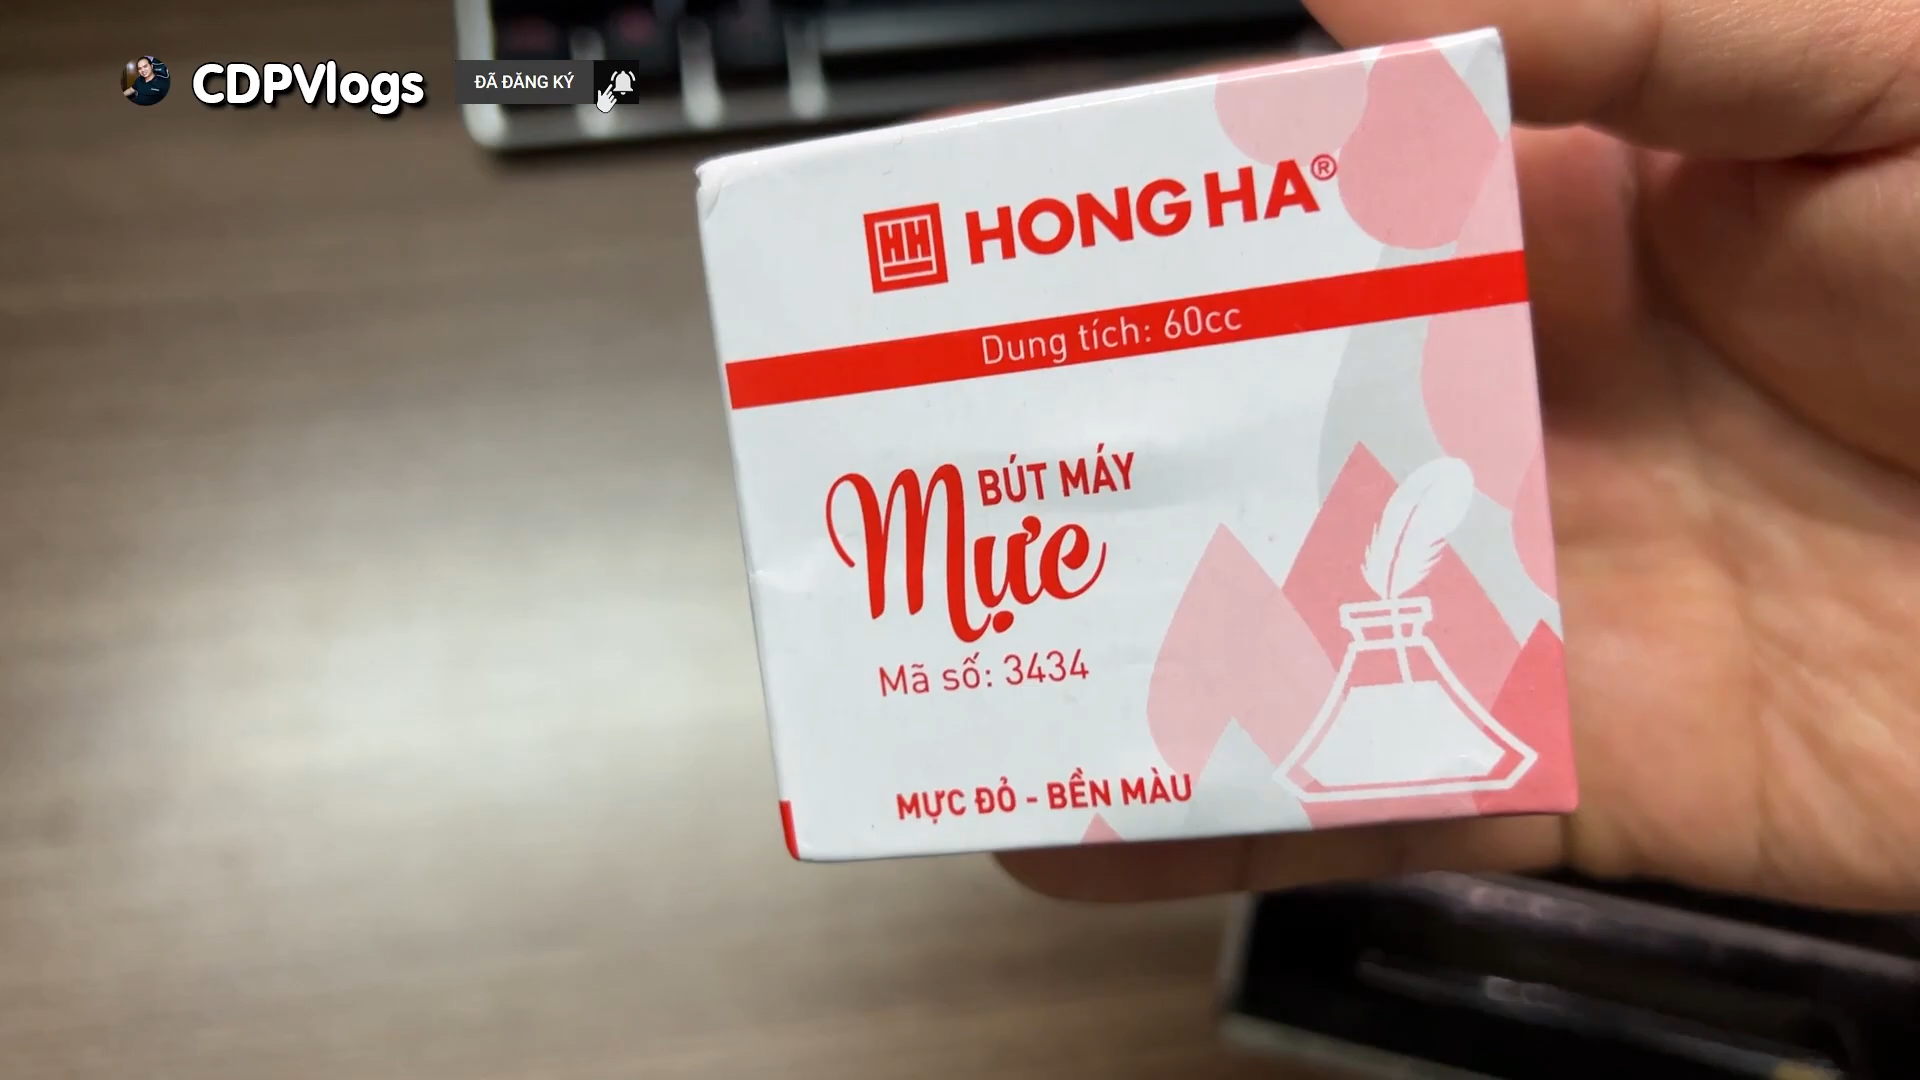 CDPVlogs
ĐÃ ĐĂNG KÝ
HH HONG HA®
Dung tích: 60cc
BÚT MÁY
Mực
Mã số: 3434
MỰC ĐỎ - BỀN MÀU